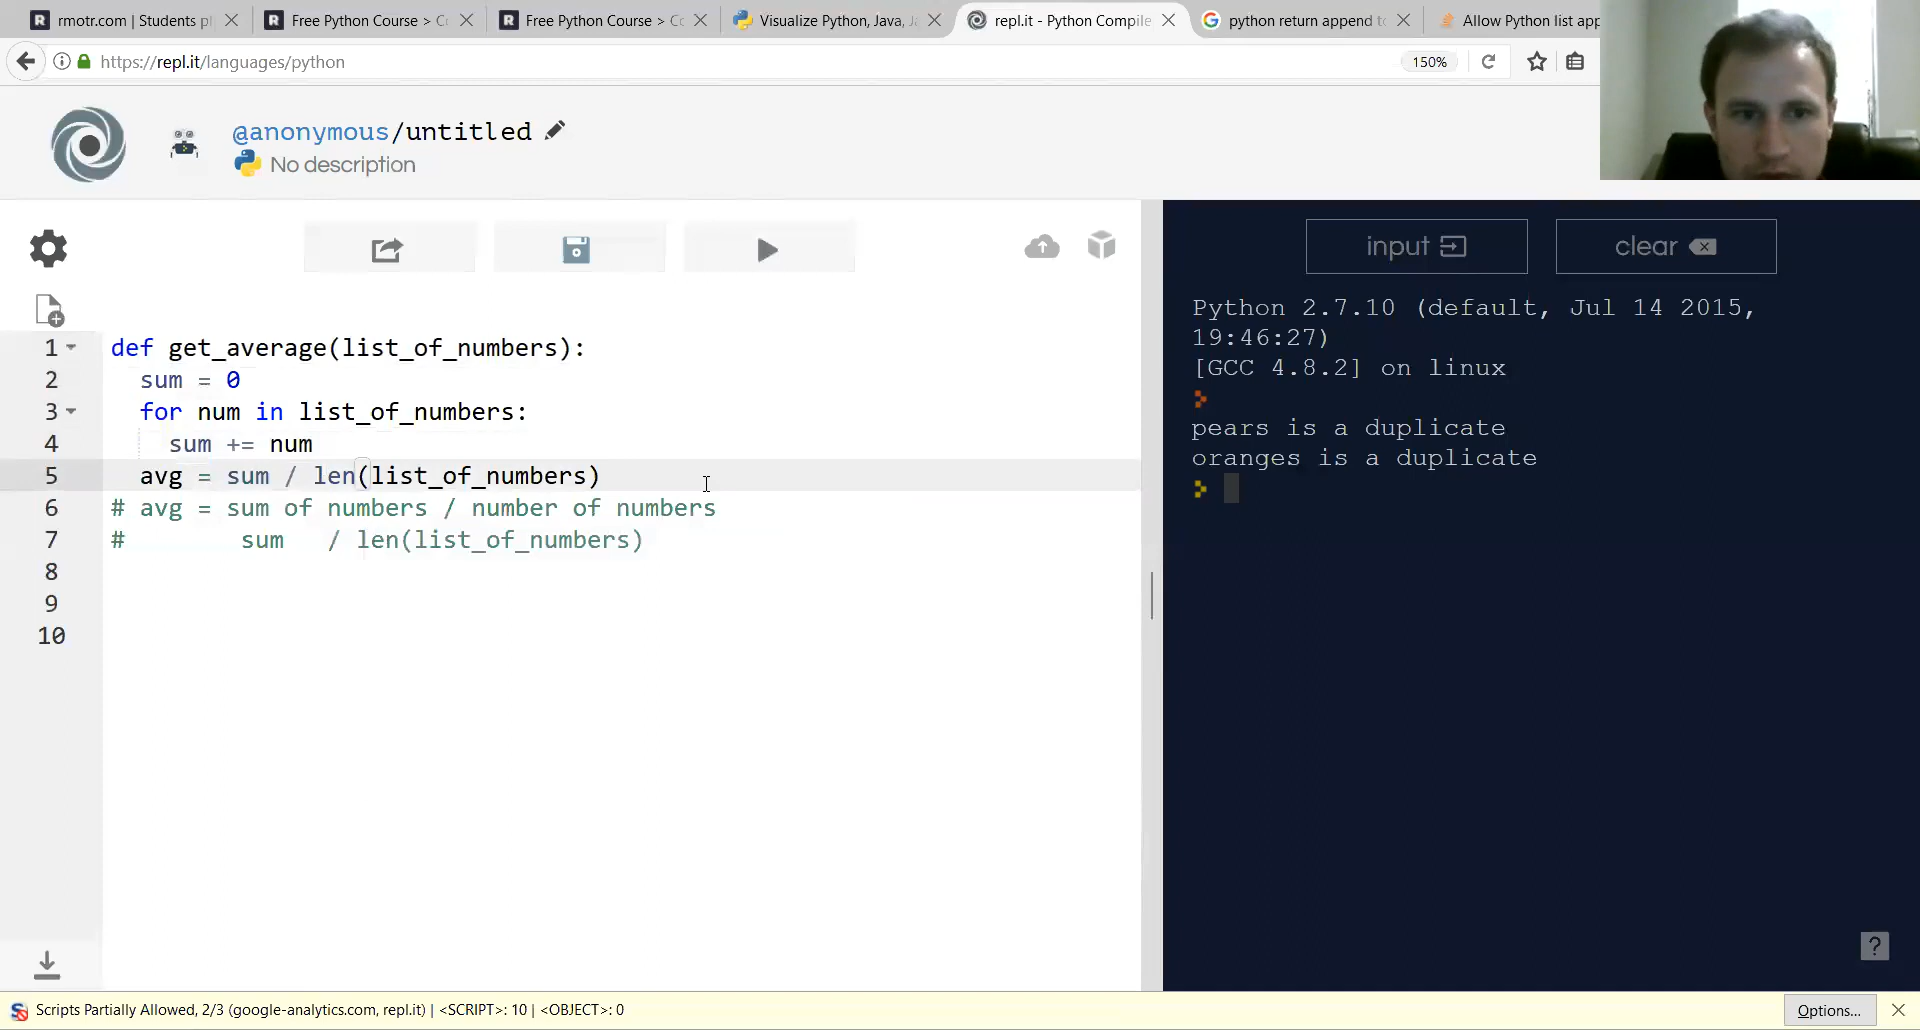 rmotr.com | Students pl
Free Python Course > Co
Free Python Course > Co
Visualize Python, Java, J
repl.it - Python Compile
python return append to
Allow Python list app
https://repl.it/languages/python
150%
@anonymous/untitled
No description
input
clear
1 def get_average(list_of_numbers):
2 sum = 0
3 for num in list_of_numbers:
4 sum += num
5 avg = sum / len(list_of_numbers)
6 # avg = sum of numbers / number of numbers
7 # sum / len(list_of_numbers)
8
9
10
Python 2.7.10 (default, Jul 14 2015,
19:46:27)
[GCC 4.8.2] on linux
pears is a duplicate
oranges is a duplicate
?
Scripts Partially Allowed, 2/3 (google-analytics.com, repl.it) | <SCRIPT>: 10 | <OBJECT>: 0
Options...